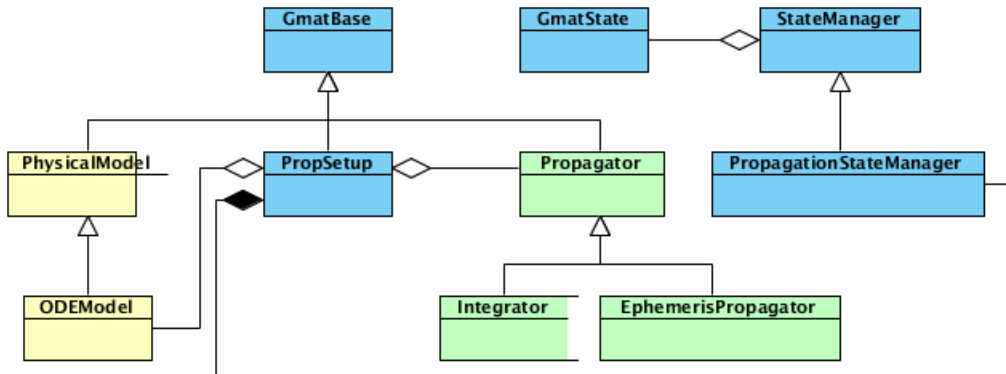 GmatBase
GmatState
StateManager
PhysicalModel
PropSetup
Propagator
PropagationStateManager
ODEModel
Integrator
EphemerisPropagator